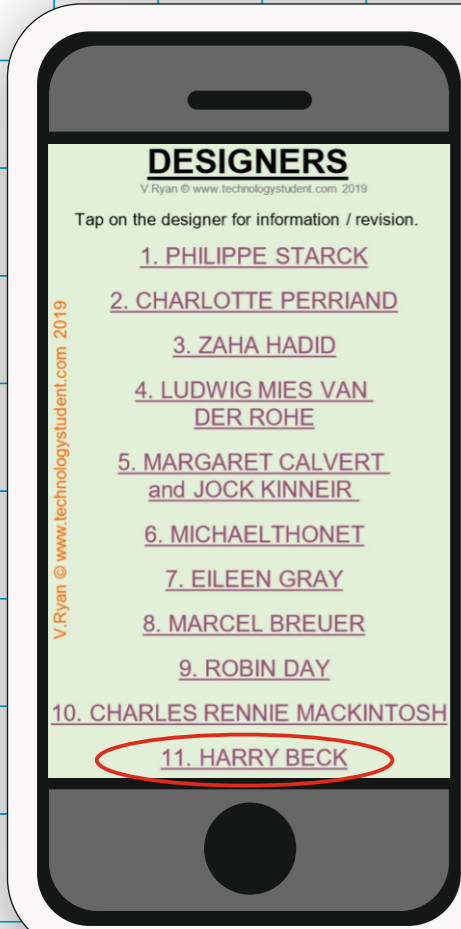 DESIGNERS
V.Ryan © www.technologystudent.com 2019
Tap on the designer for information / revision.
1. PHILIPPE STARCK
2. CHARLOTTE PERRIAND
3. ZAHA HADID
4. LUDWIG MIES VAN
DER ROHE
5. MARGARET CALVERT
and JOCK KINNEIR
6. MICHAELTHONET
7. EILEEN GRAY
8. MARCEL BREUER
9. ROBIN DAY
10. CHARLES RENNIE MACKINTOSH
11. HARRY BECK
V.Ryan © www.technologystudent.com 2019